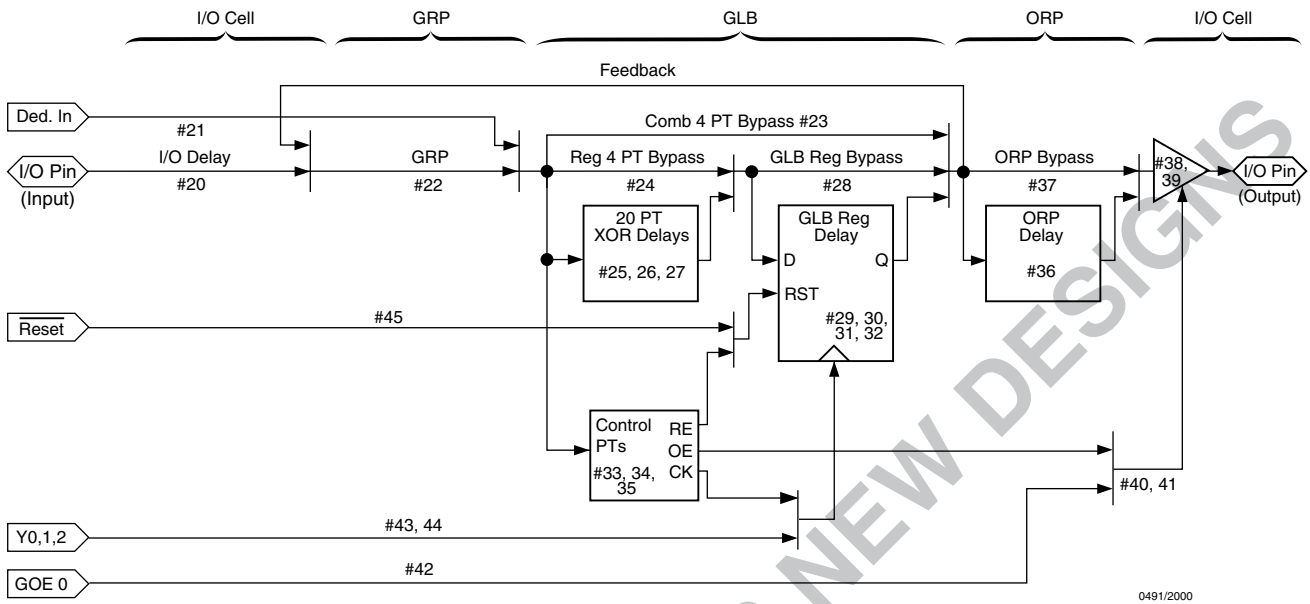 I/O Cell GRP GLB ORP I/O Cell
Feedback
Ded. In
#21
Comb 4 PT Bypass #23
I/O Pin
(Input)
I/O Delay
#20
GRP
#22
Reg 4 PT Bypass
#24
GLB Reg Bypass
#28
ORP Bypass
#37
#38,
39
I/O Pin
(Output)
20 PT
XOR Delays
#25, 26, 27
GLB Reg
Delay
D Q
RST
#29, 30,
31, 32
ORP
Delay
#36
Reset
#45
Control
PTs
#33, 34,
35
RE
OE
CK
#40, 41
Y0,1,2
#43, 44
GOE 0
#42
0491/2000
NEW DESIGNS